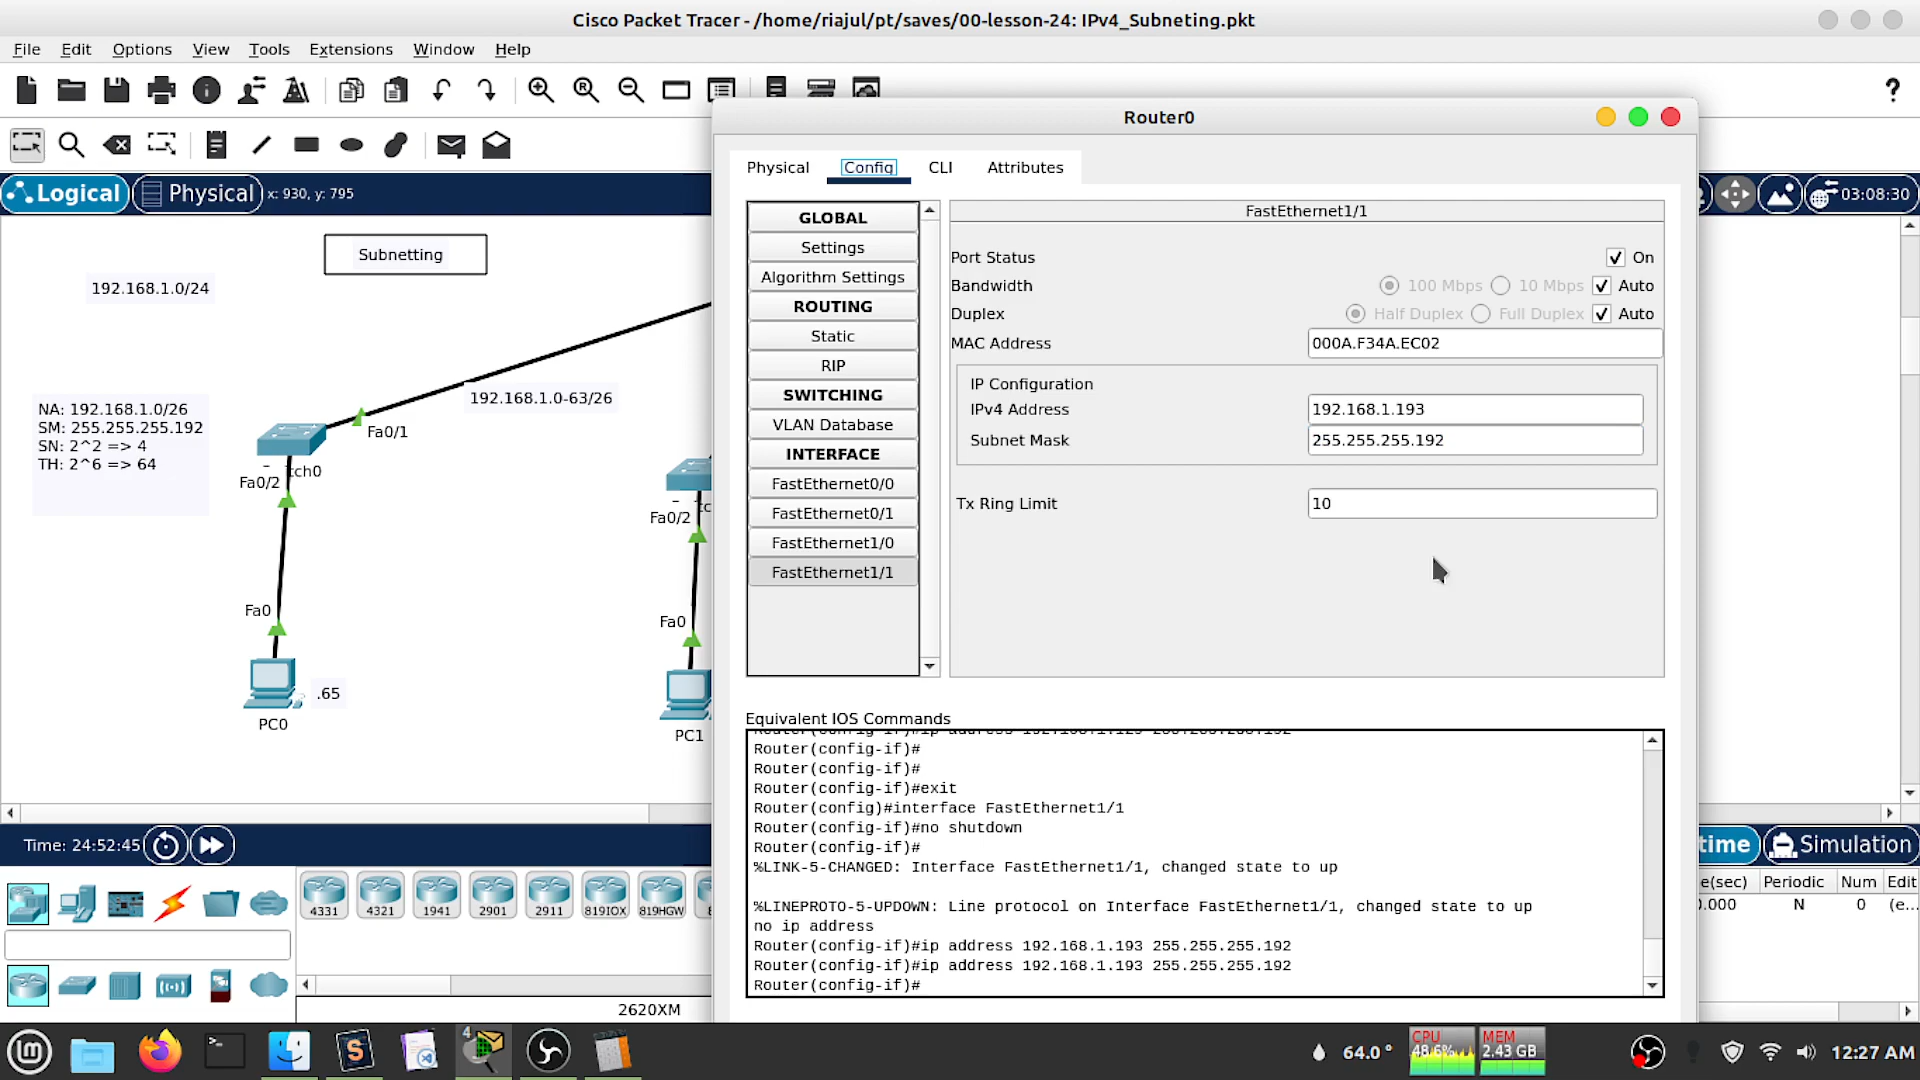 Cisco Packet Tracer - /home/riajul/pt/saves/00-lesson-24: IPv4_Subneting.pkt
File Edit Options View Tools Extensions Window Help
?
Router0
Physical Config CLI Attributes
Logical Physical x: 930, y: 795
03:08:30
Subnetting
192.168.1.0/24
192.168.1.0-63/26
NA: 192.168.1.0/26
SM: 255.255.255.192
SN: 2^2 => 4
TH: 2^6 => 64
Fa0/1
tch0
Fa0/2
Fa0
.65
PC0
Fa0/2
Fa0
PC1
GLOBAL
Settings
Algorithm Settings
ROUTING
Static
RIP
SWITCHING
VLAN Database
INTERFACE
FastEthernet0/0
FastEthernet0/1
FastEthernet1/0
FastEthernet1/1
FastEthernet1/1
Port Status On
Bandwidth 100 Mbps 10 Mbps Auto
Duplex Half Duplex Full Duplex Auto
MAC Address 000A.F34A.EC02
IP Configuration
IPv4 Address 192.168.1.193
Subnet Mask 255.255.255.192
Tx Ring Limit 10
Equivalent IOS Commands
Router(config-if)#
Router(config-if)#
Router(config-if)#exit
Router(config)#interface FastEthernet1/1
Router(config-if)#no shutdown
Router(config-if)#
%LINK-5-CHANGED: Interface FastEthernet1/1, changed state to up
%LINEPROTO-5-UPDOWN: Line protocol on Interface FastEthernet1/1, changed state to up
no ip address
Router(config-if)#ip address 192.168.1.193 255.255.255.192
Router(config-if)#ip address 192.168.1.193 255.255.255.192
Router(config-if)#
Time: 24:52:45
time Simulation
e(sec) Periodic Num Edit
0.000 N 0 (e...
4331 4321 1941 2901 2911 819IOX 819HGW
2620XM
4
64.0 °
CPU
48.6%
MEM
2.43 GB
12:27 AM